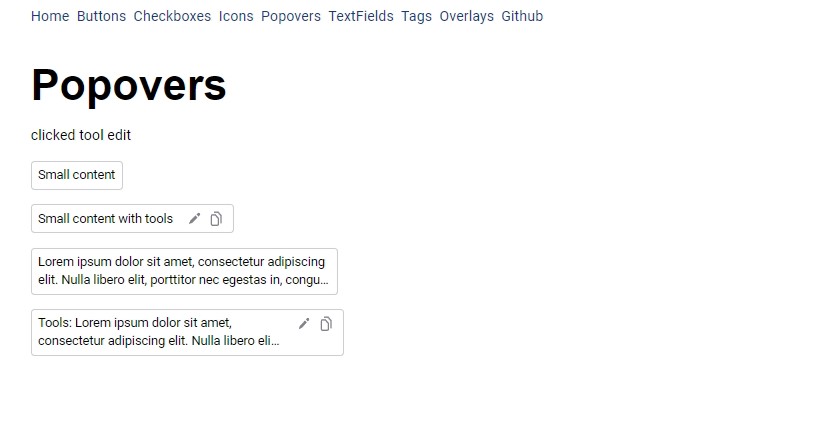 Home Buttons Checkboxes Icons Popovers TextFields Tags Overlays Github
Popovers
clicked tool edit
Small content
Small content with tools
Lorem ipsum dolor sit amet, consectetur adipiscing
elit. Nulla libero elit, porttitor nec egestas in, congu...
Tools: Lorem ipsum dolor sit amet,
consectetur adipiscing elit. Nulla libero eli...